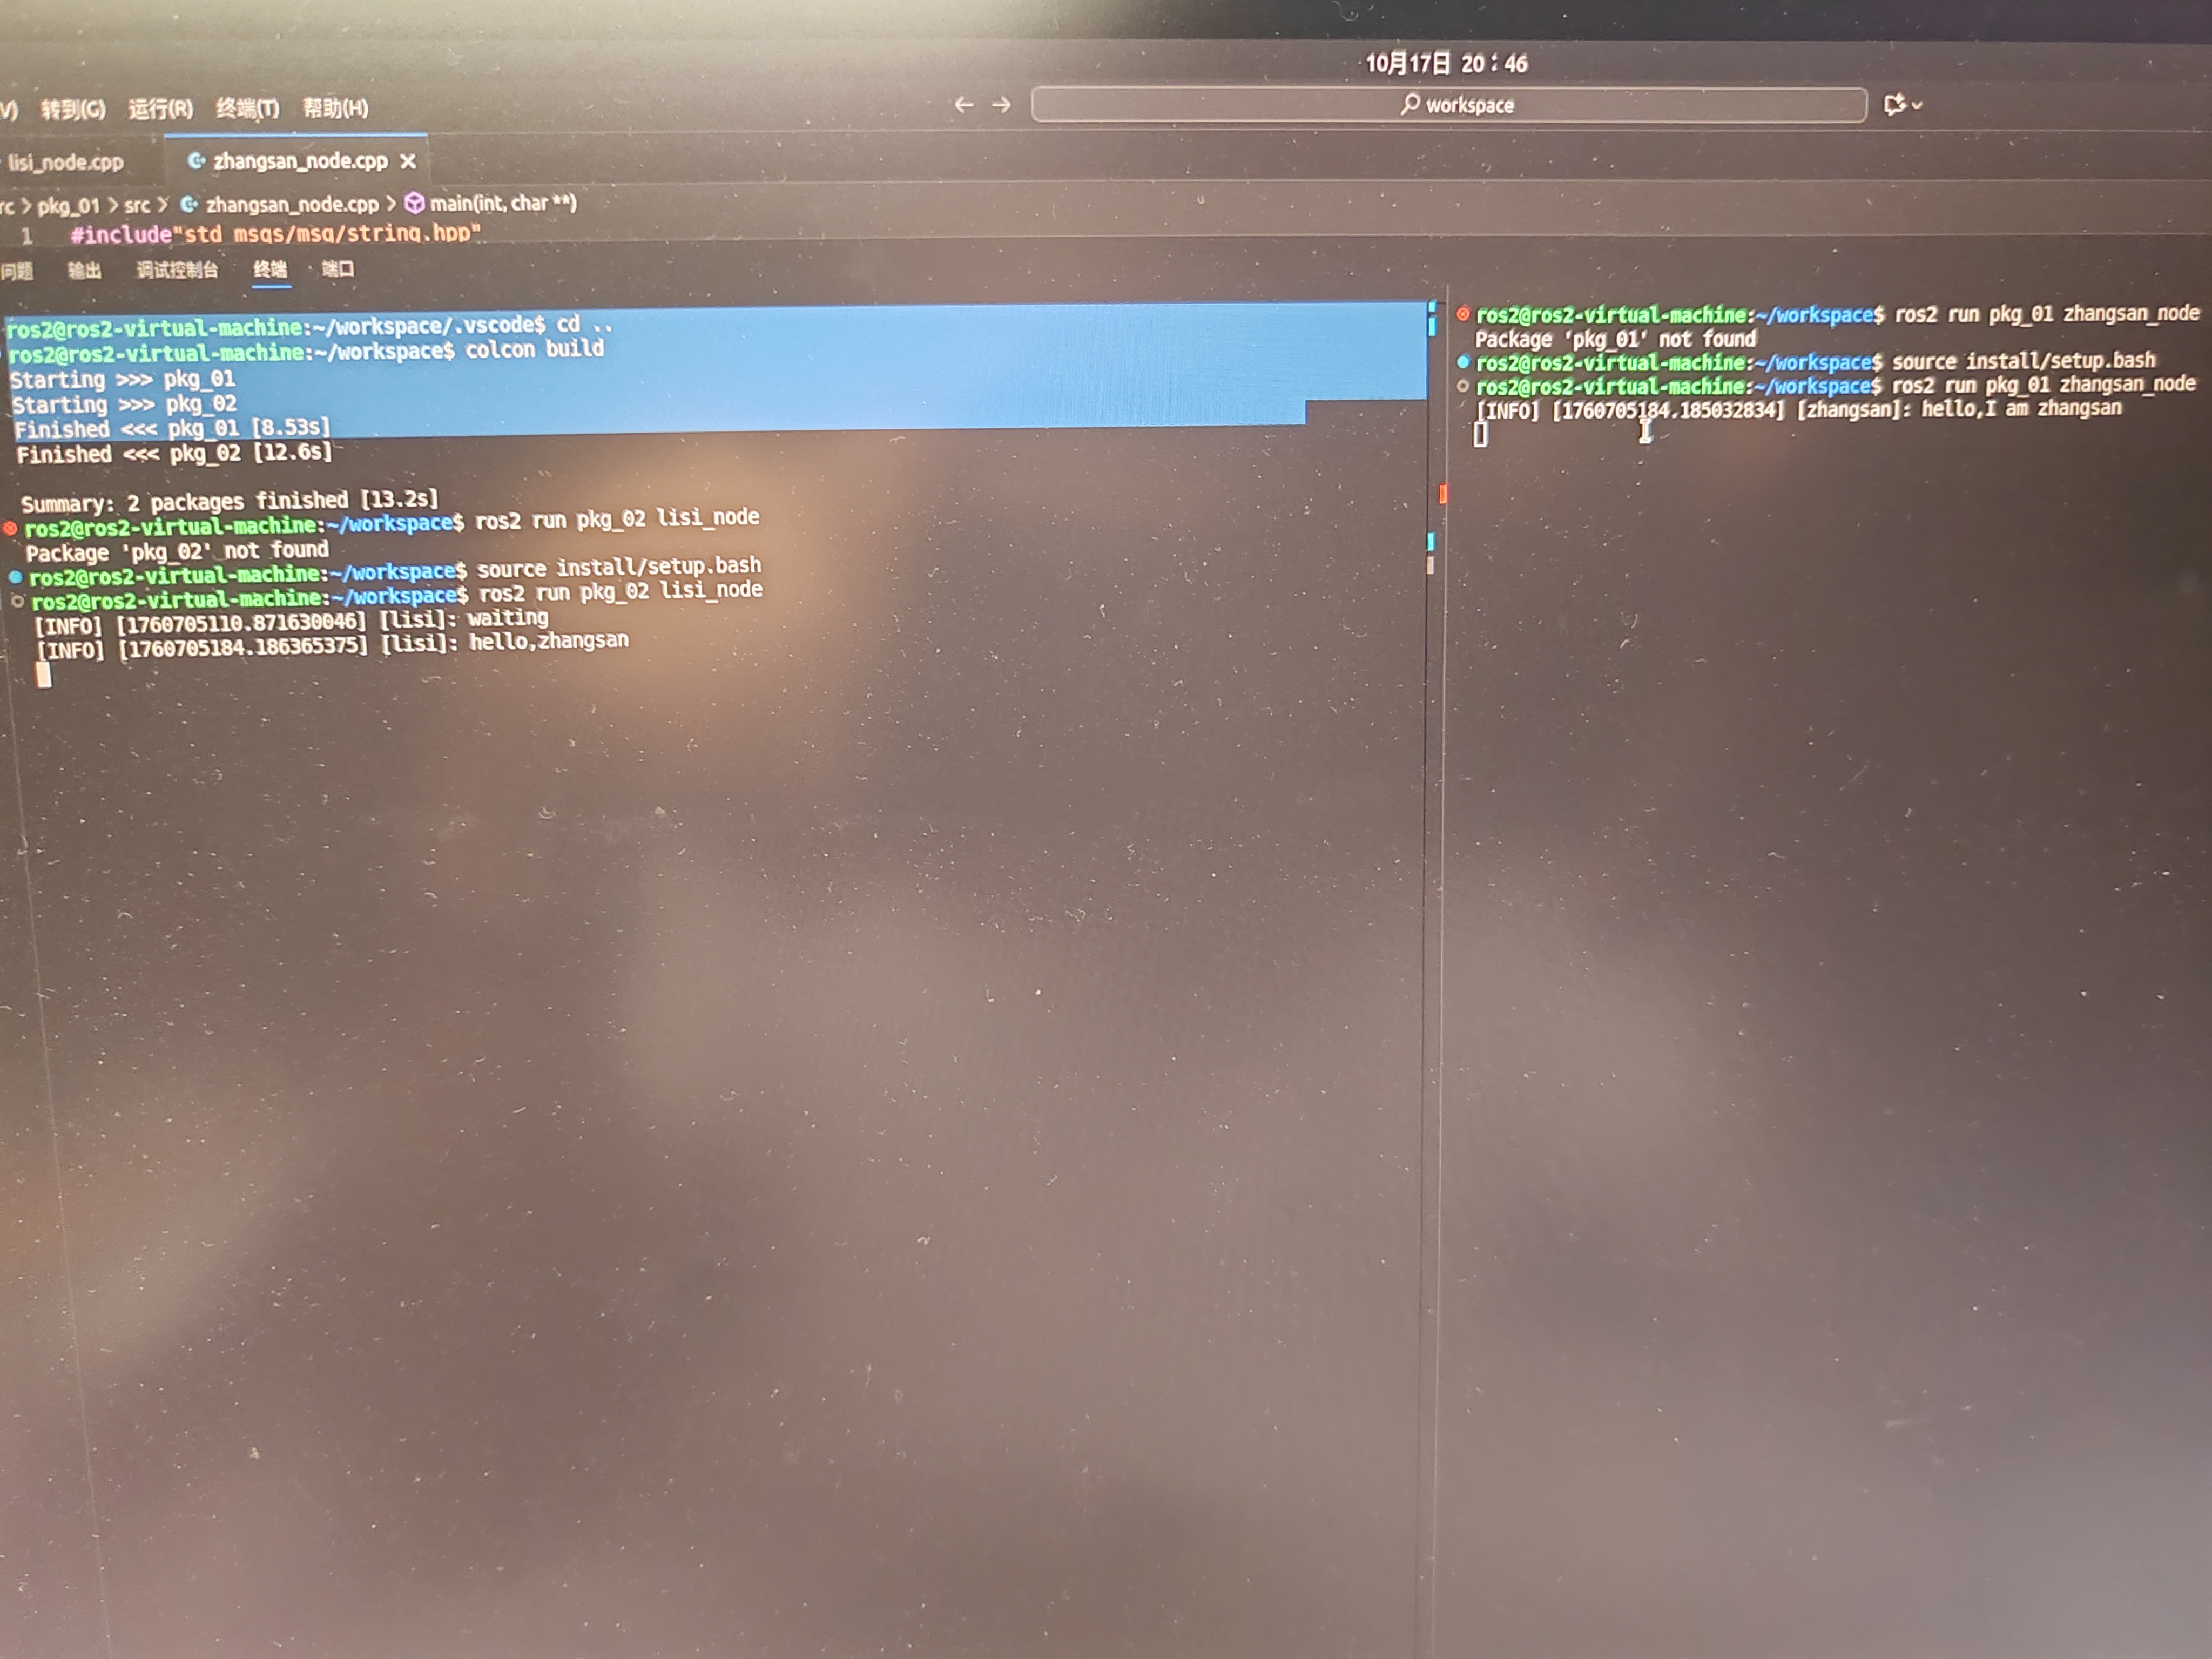 10月17日 20：46
V) 转到(G) 运行(R) 终端(T) 帮助(H)
workspace
lisi_node.cpp zhangsan_node.cpp
rc > pkg_01 > src > zhangsan_node.cpp > main(int, char **)
1 #include"std_msgs/msg/string.hpp"
问题 输出 调试控制台 终端 端口
ros2@ros2-virtual-machine:~/workspace/.vscode$ cd ..
ros2@ros2-virtual-machine:~/workspace$ colcon build
Starting >>> pkg_01
Starting >>> pkg_02
Finished <<< pkg_01 [8.53s]
Finished <<< pkg_02 [12.6s]
Summary: 2 packages finished [13.2s]
ros2@ros2-virtual-machine:~/workspace$ ros2 run pkg_02 lisi_node
Package 'pkg_02' not found
ros2@ros2-virtual-machine:~/workspace$ source install/setup.bash
ros2@ros2-virtual-machine:~/workspace$ ros2 run pkg_02 lisi_node
[INFO] [1760705110.871630046] [lisi]: waiting
[INFO] [1760705184.186365375] [lisi]: hello,zhangsan
ros2@ros2-virtual-machine:~/workspace$ ros2 run pkg_01 zhangsan_node
Package 'pkg_01' not found
ros2@ros2-virtual-machine:~/workspace$ source install/setup.bash
ros2@ros2-virtual-machine:~/workspace$ ros2 run pkg_01 zhangsan_node
[INFO] [1760705184.185032834] [zhangsan]: hello,I am zhangsan